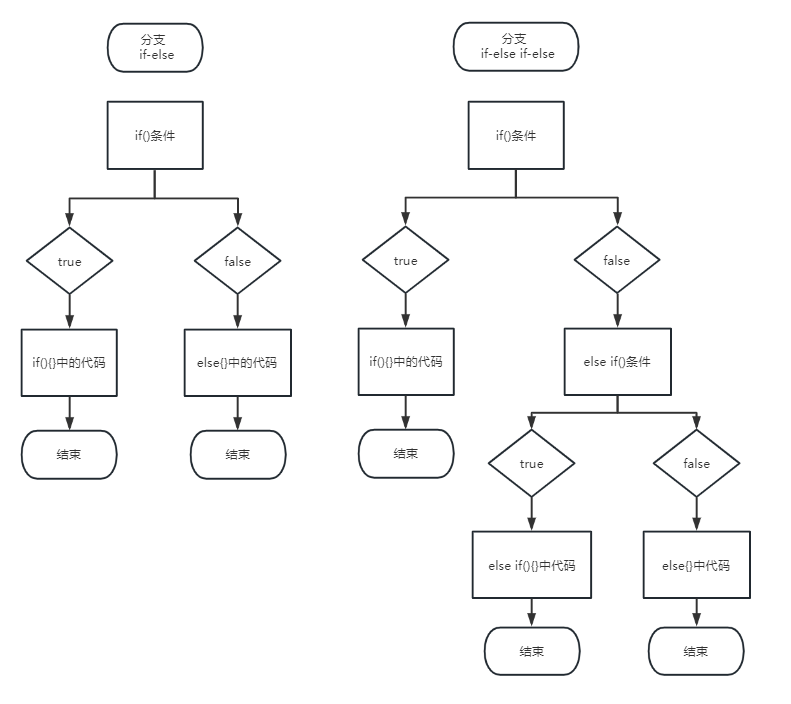 分支
if-else
if()条件
true
false
if(){}中的代码
else{}中的代码
结束
结束
分支
if-else if-else
if()条件
true
false
if(){}中的代码
else if()条件
结束
true
false
else if(){}中代码
else{}中代码
结束
结束